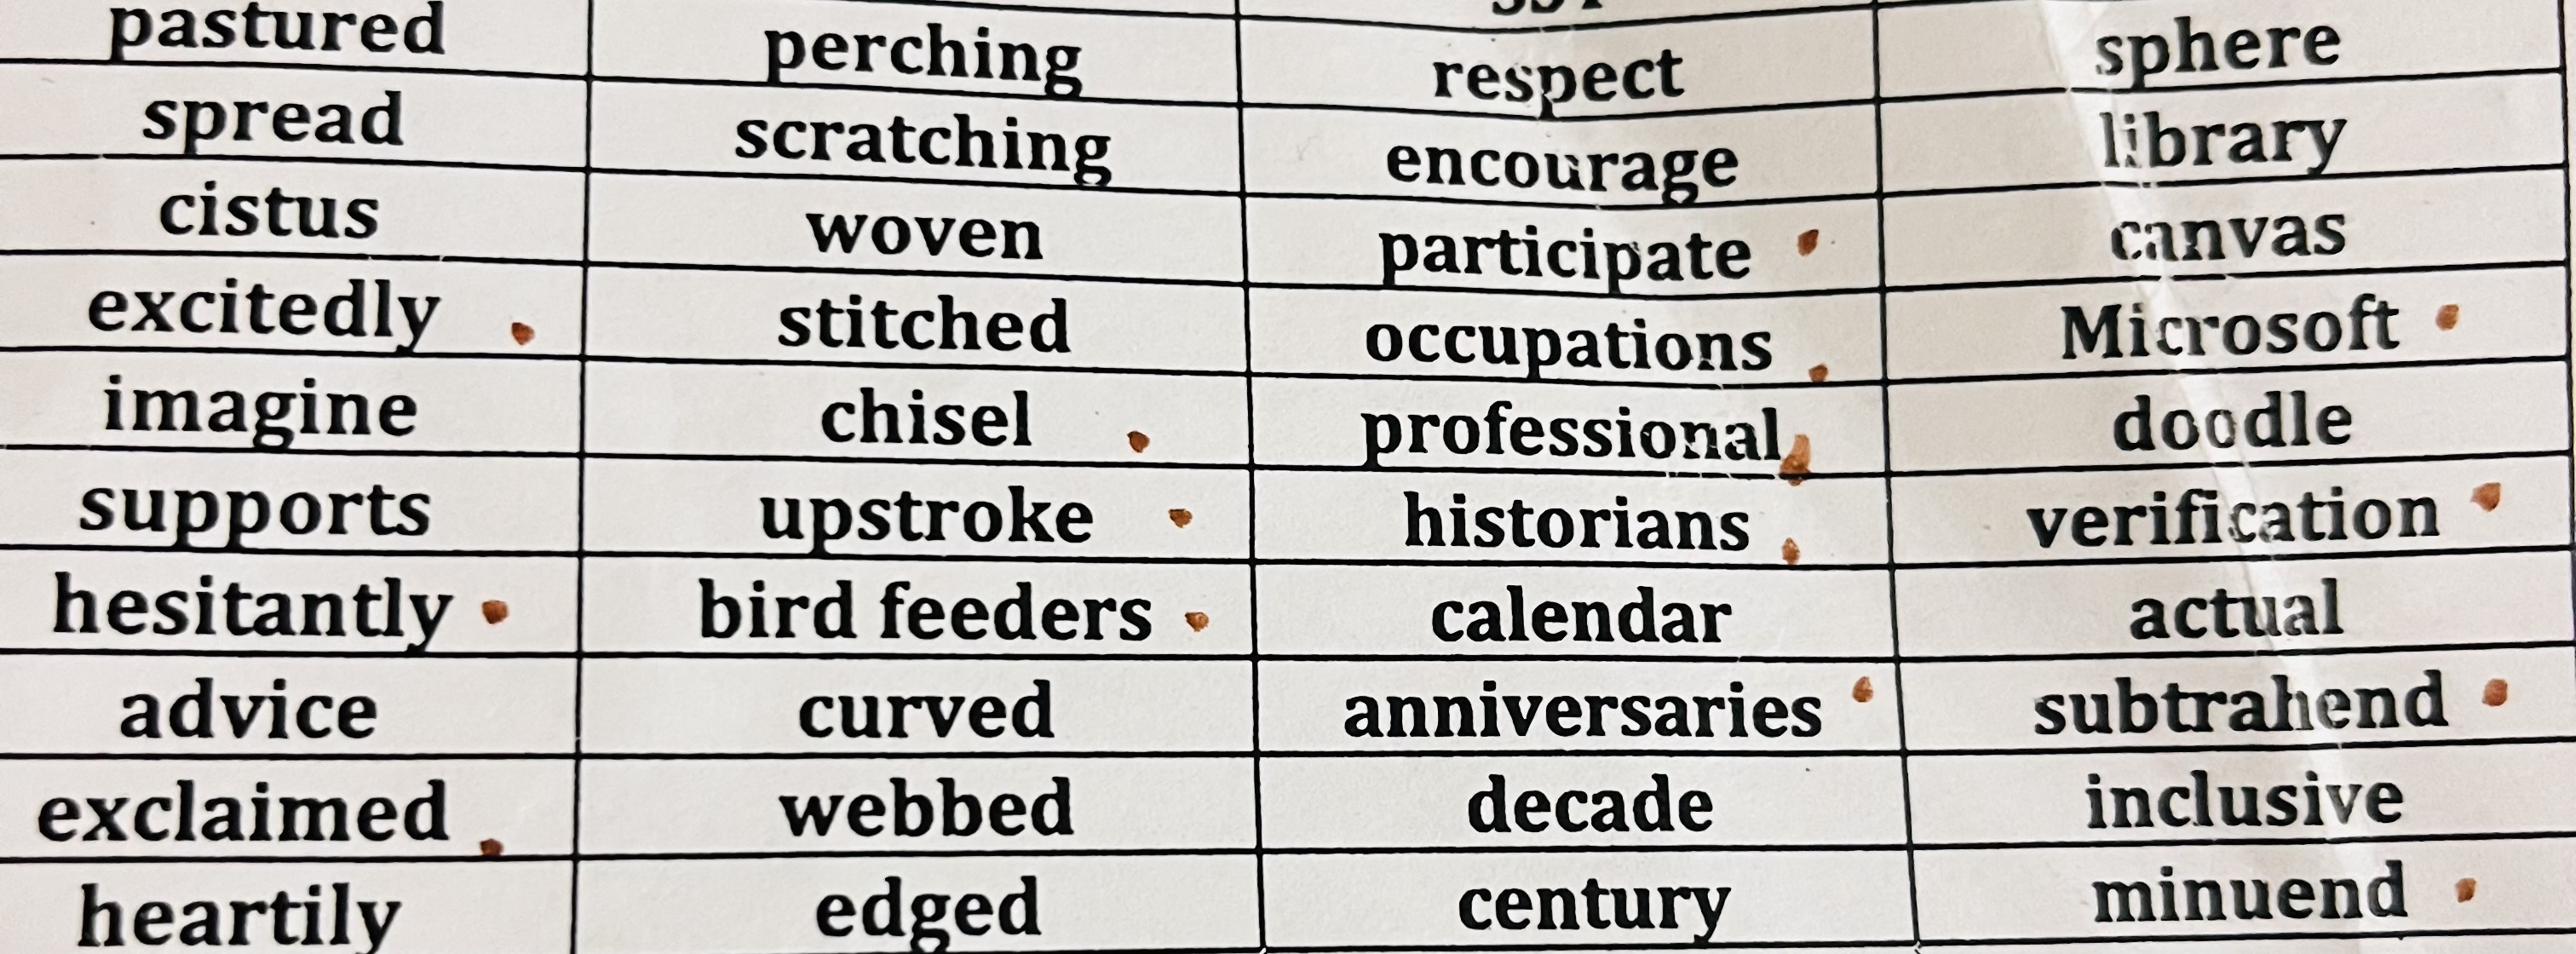 pastured perching respect sphere
spread scratching encourage library
cistus woven participate canvas
excitedly stitched occupations Microsoft
imagine chisel professional doodle
supports upstroke historians verification
hesitantly bird feeders calendar actual
advice curved anniversaries subtrahend
exclaimed webbed decade inclusive
heartily edged century minuend